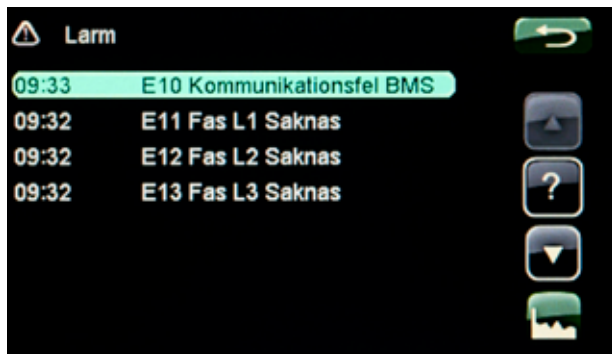 Larm
09:33 E10 Kommunikationsfel BMS
09:32 E11 Fas L1 Saknas
09:32 E12 Fas L2 Saknas
09:32 E13 Fas L3 Saknas
?